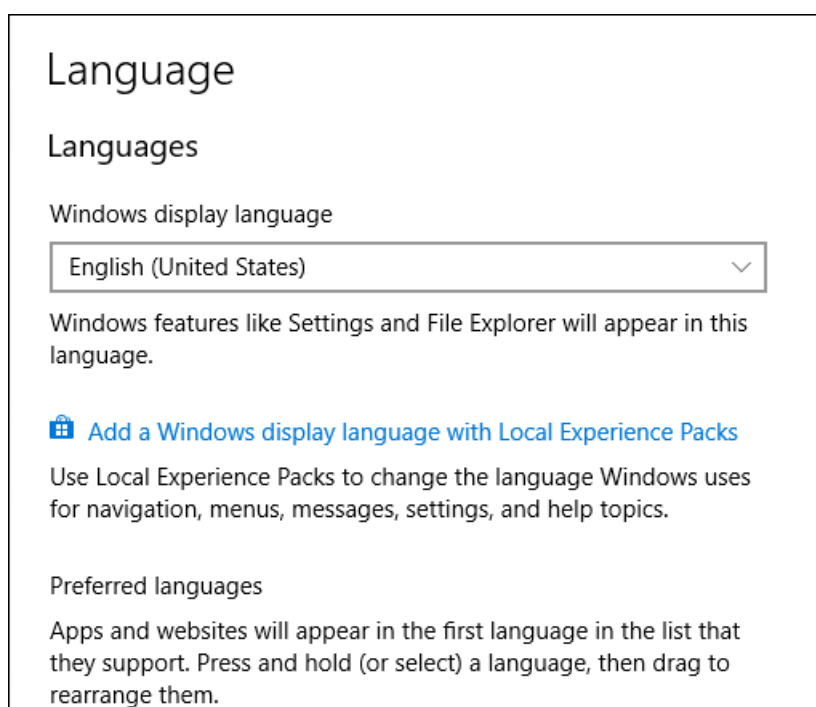 Language
Languages
Windows display language
English (United States)
Windows features like Settings and File Explorer will appear in this
language.
Add a Windows display language with Local Experience Packs
Use Local Experience Packs to change the language Windows uses
for navigation, menus, messages, settings, and help topics.
Preferred languages
Apps and websites will appear in the first language in the list that
they support. Press and hold (or select) a language, then drag to
rearrange them.